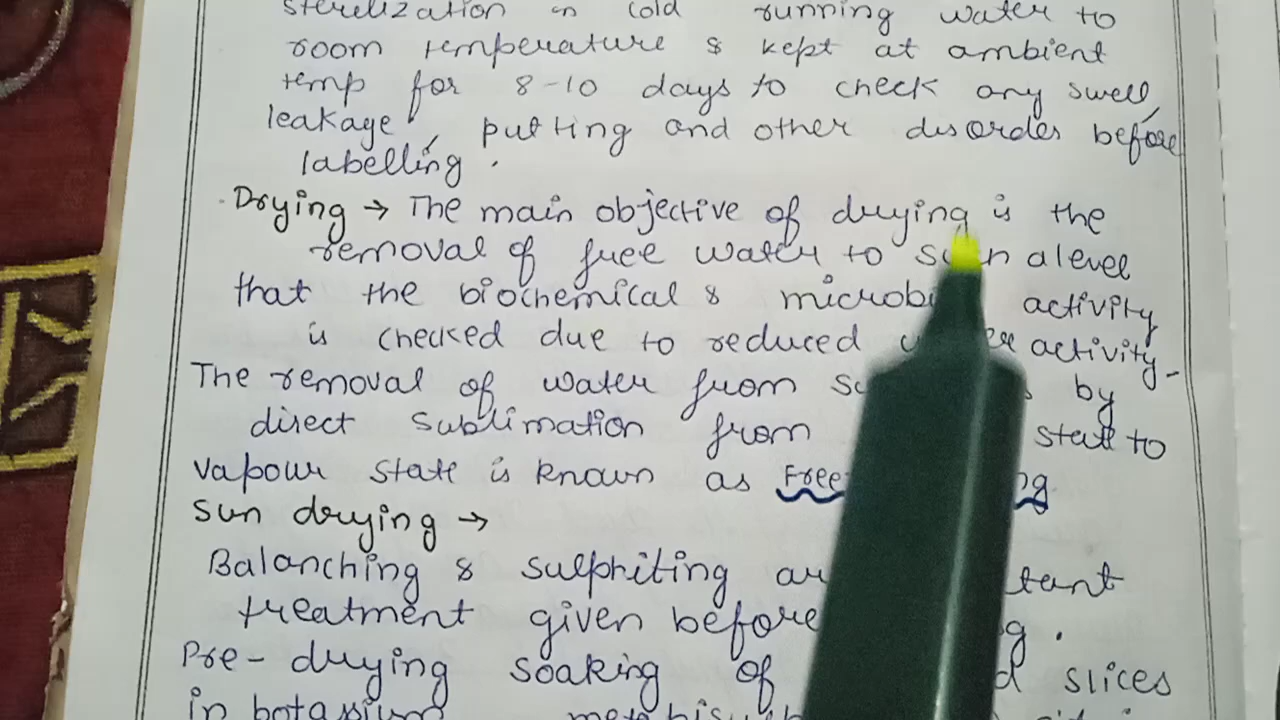 sterilization in cold running water to
room temperature & kept at ambient
temp for 8-10 days to check any swell,
leakage, putting and other disorder before
labelling.
Drying → The main objective of drying is the
removal of free water to such a level
that the biochemical & microbi activity
is checked due to reduced activity-
The removal of water from by
direct sublimation from state to
vapour state is known as Free
Sun drying →
Balanching & sulphiting
treatment given before
Pre-drying soaking of slices
in potassium